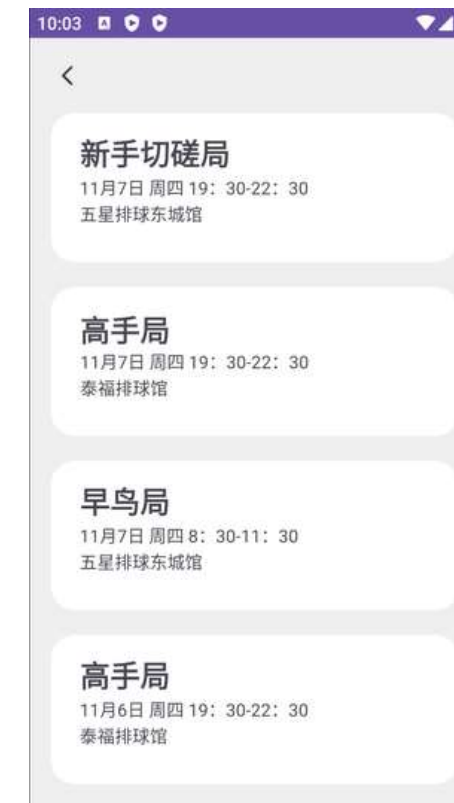 10:03
新手切磋局
11月7日 周四 19：30-22：30
五星排球东城馆
高手局
11月7日 周四 19：30-22：30
泰福排球馆
早鸟局
11月7日 周四 8：30-11：30
五星排球东城馆
高手局
11月6日 周四 19：30-22：30
泰福排球馆